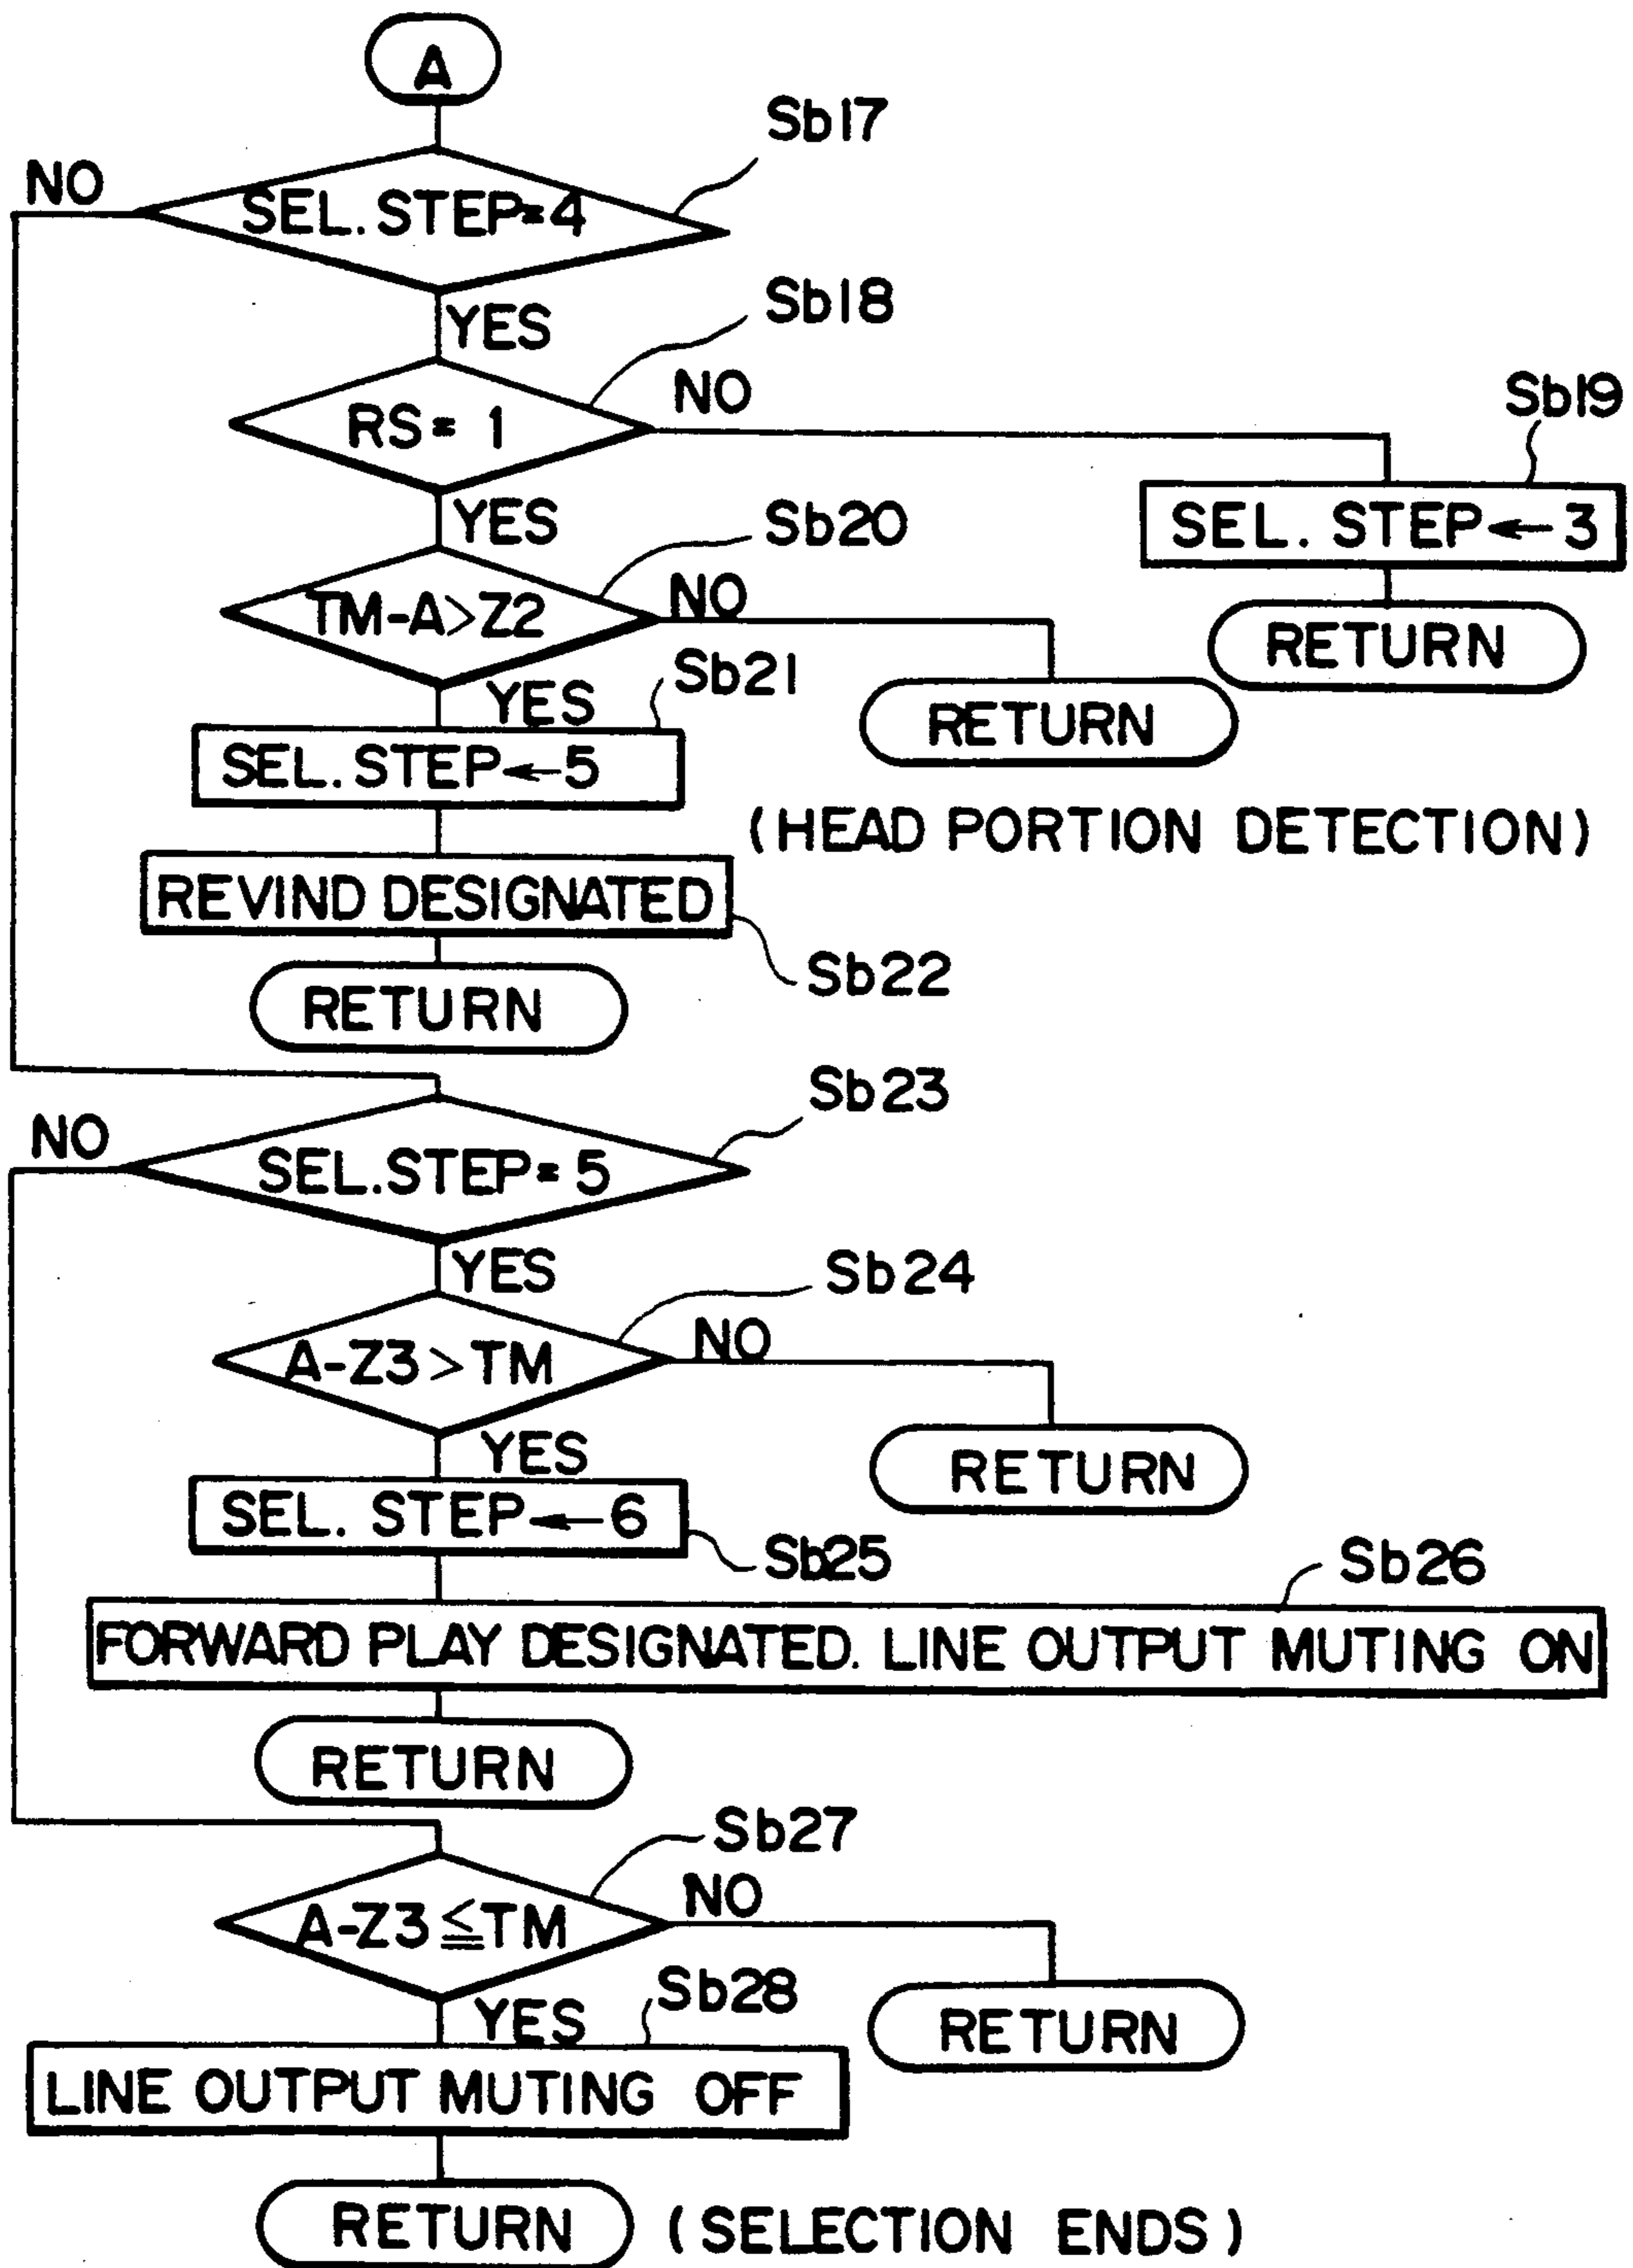 A
Sb17
NO
SEL. STEP=4
YES
Sb18
RS= 1
NO
Sb19
SEL. STEP←3
RETURN
YES
Sb20
TM-A>Z2
NO
RETURN
YES
Sb21
SEL. STEP←5
(HEAD PORTION DETECTION)
REVIND DESIGNATED
Sb22
RETURN
Sb23
NO
SEL. STEP=5
YES
Sb24
A-Z3>TM
NO
RETURN
YES
SEL. STEP←6
Sb25
Sb26
FORWARD PLAY DESIGNATED. LINE OUTPUT MUTING ON
RETURN
Sb27
A-Z3≦TM
NO
RETURN
YES
Sb28
LINE OUTPUT MUTING OFF
RETURN (SELECTION ENDS)